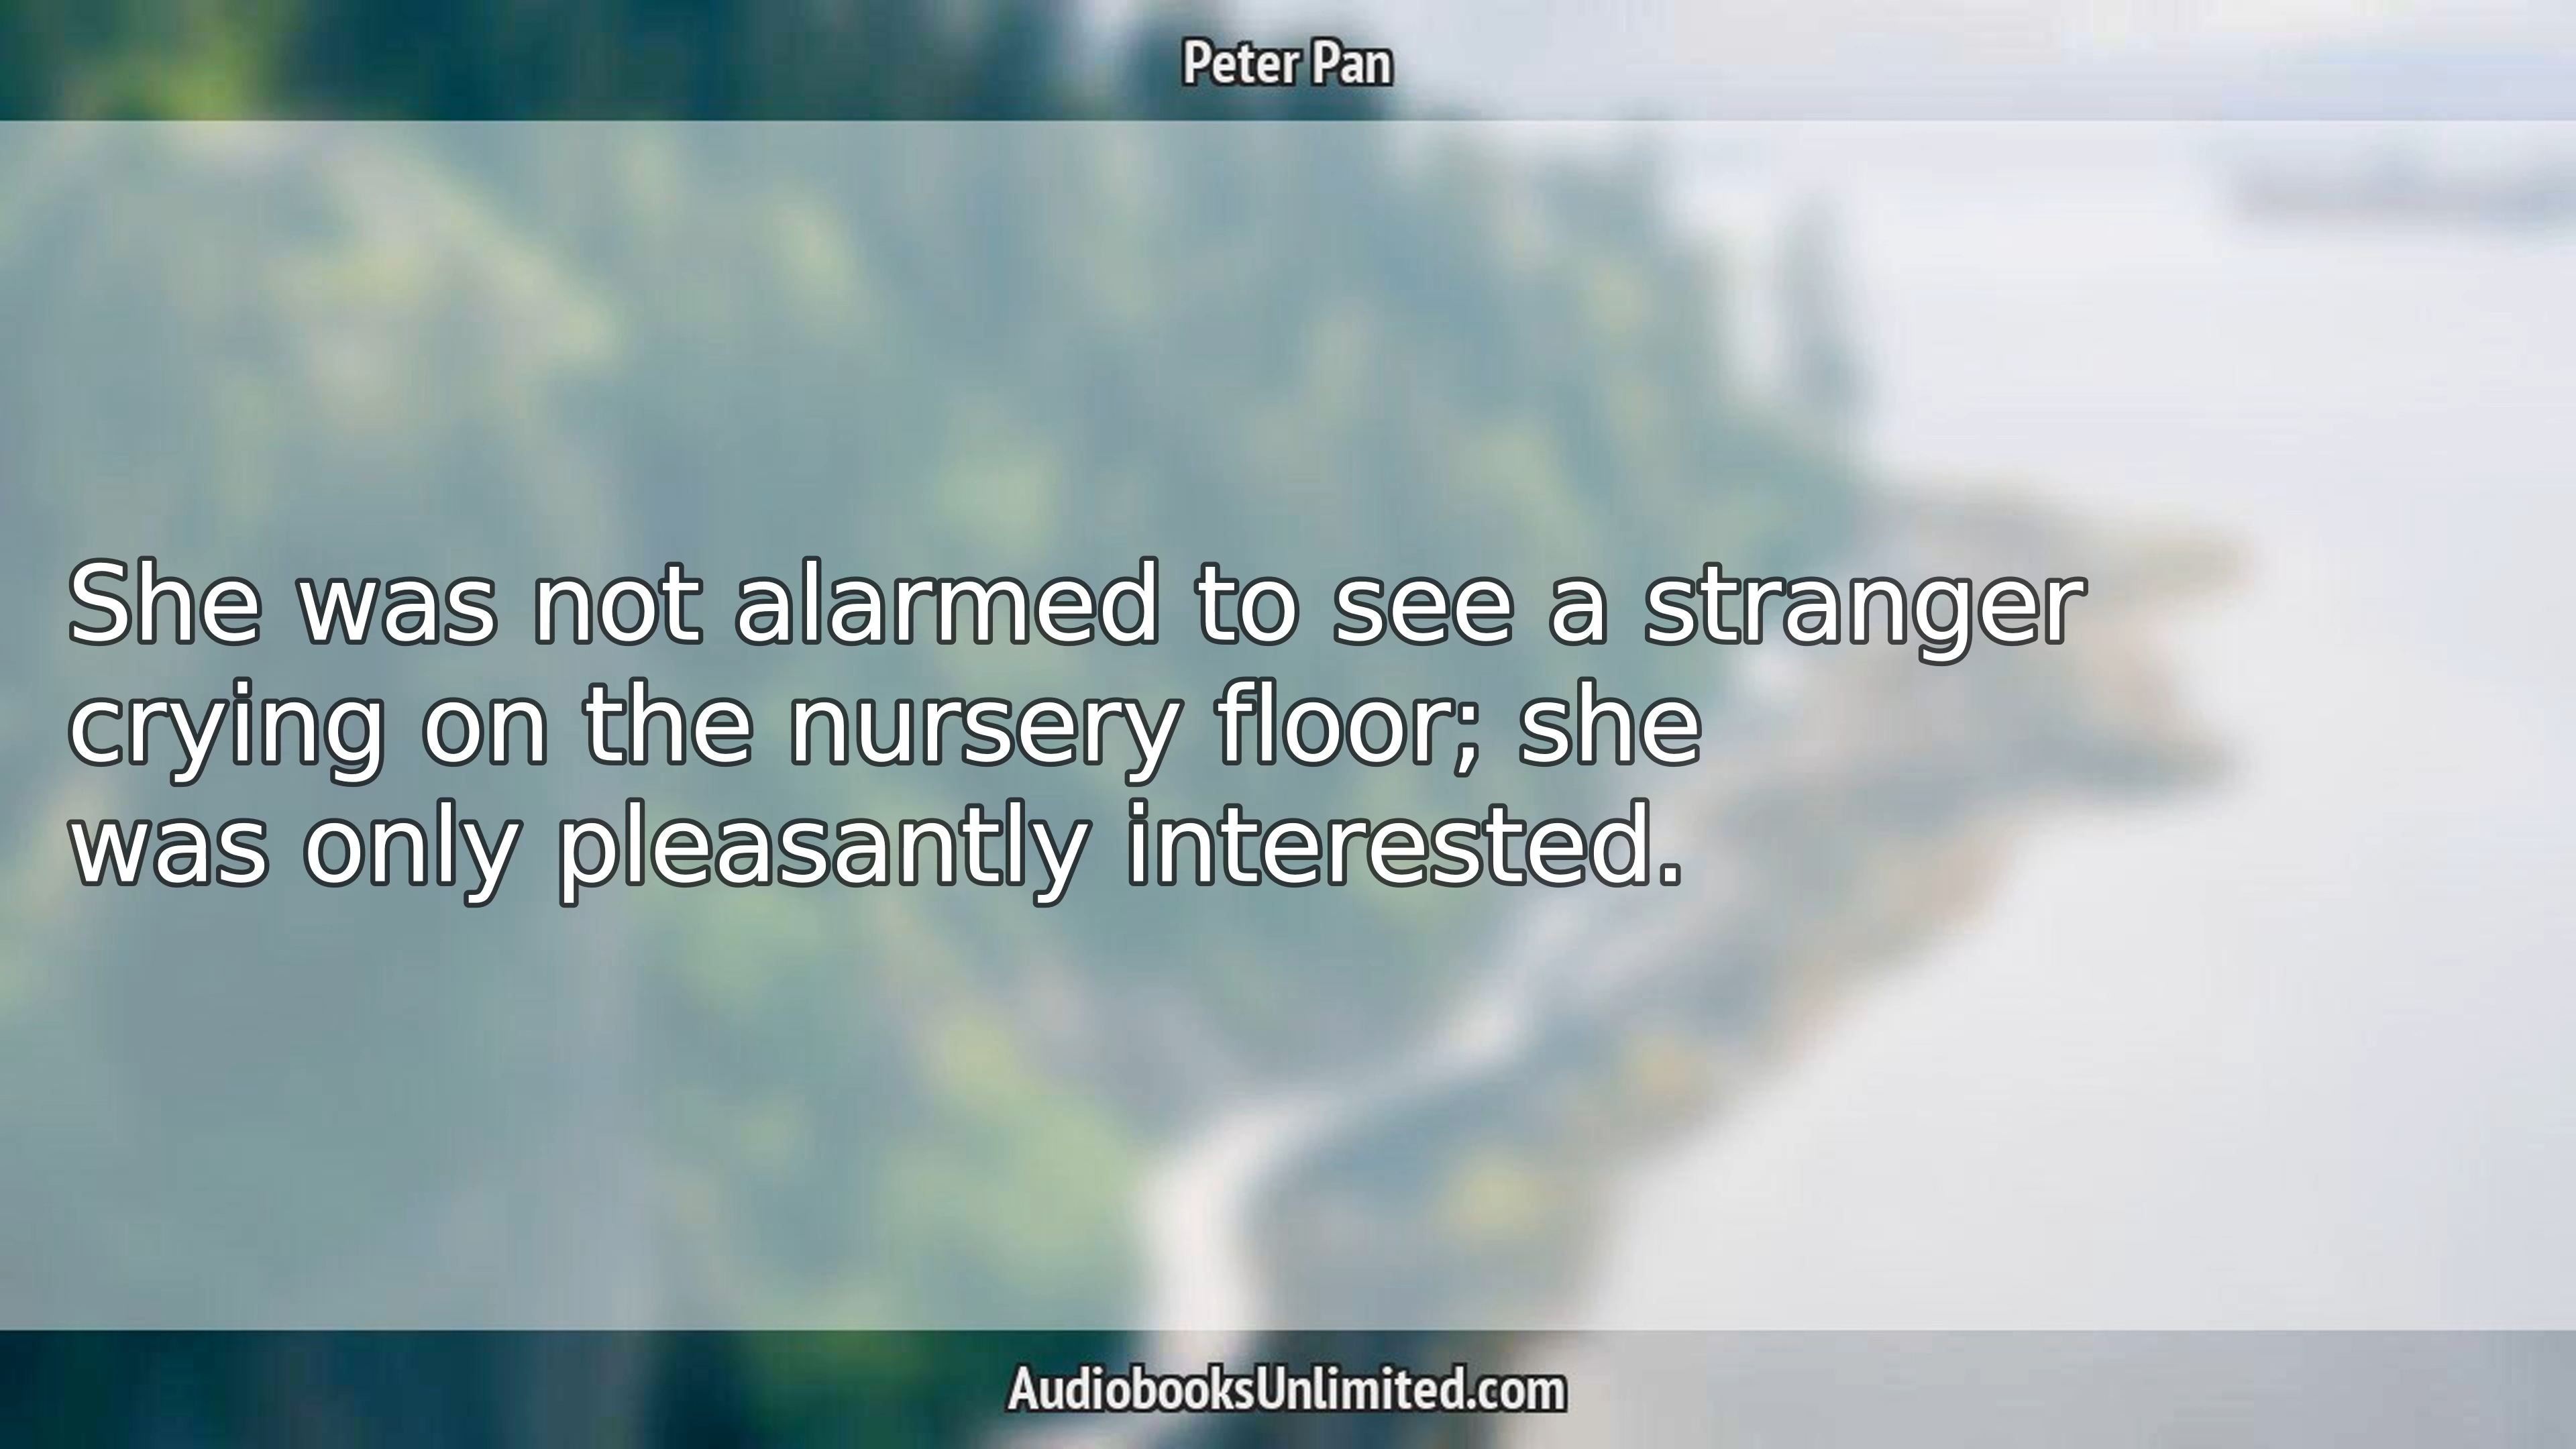 Peter Pan
She was not alarmed to see a stranger
crying on the nursery floor; she
was only pleasantly interested.
AudiobooksUnlimited.com